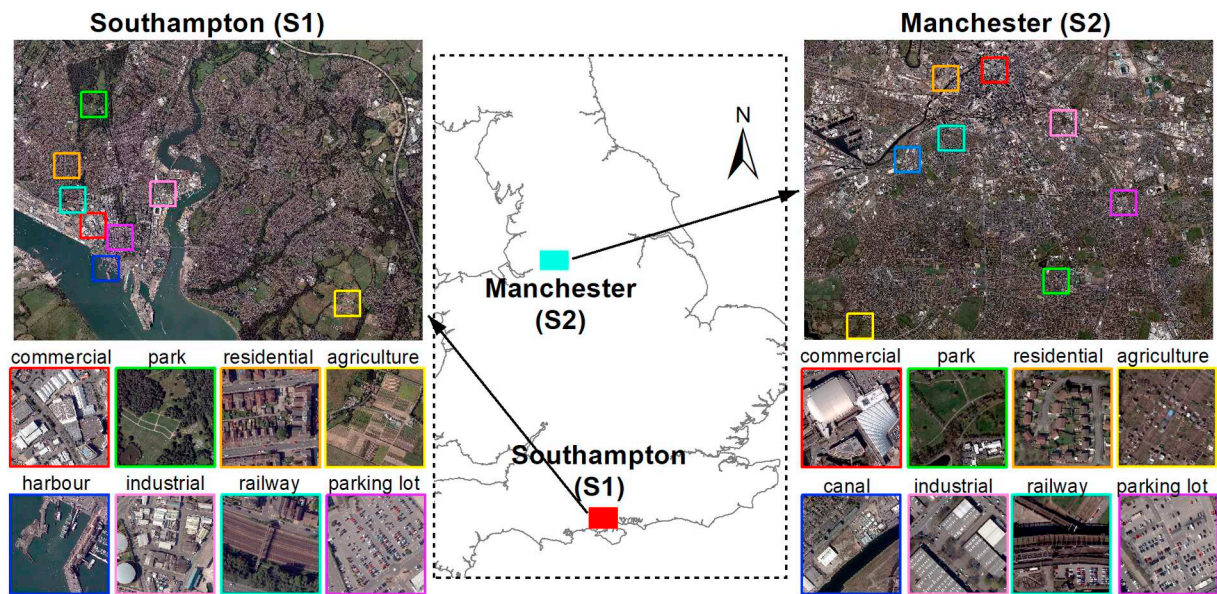 Southampton (S1)
Manchester (S2)
N
Manchester
(S2)
Southampton
(S1)
commercial park residential agriculture
harbour industrial railway parking lot
commercial park residential agriculture
canal industrial railway parking lot